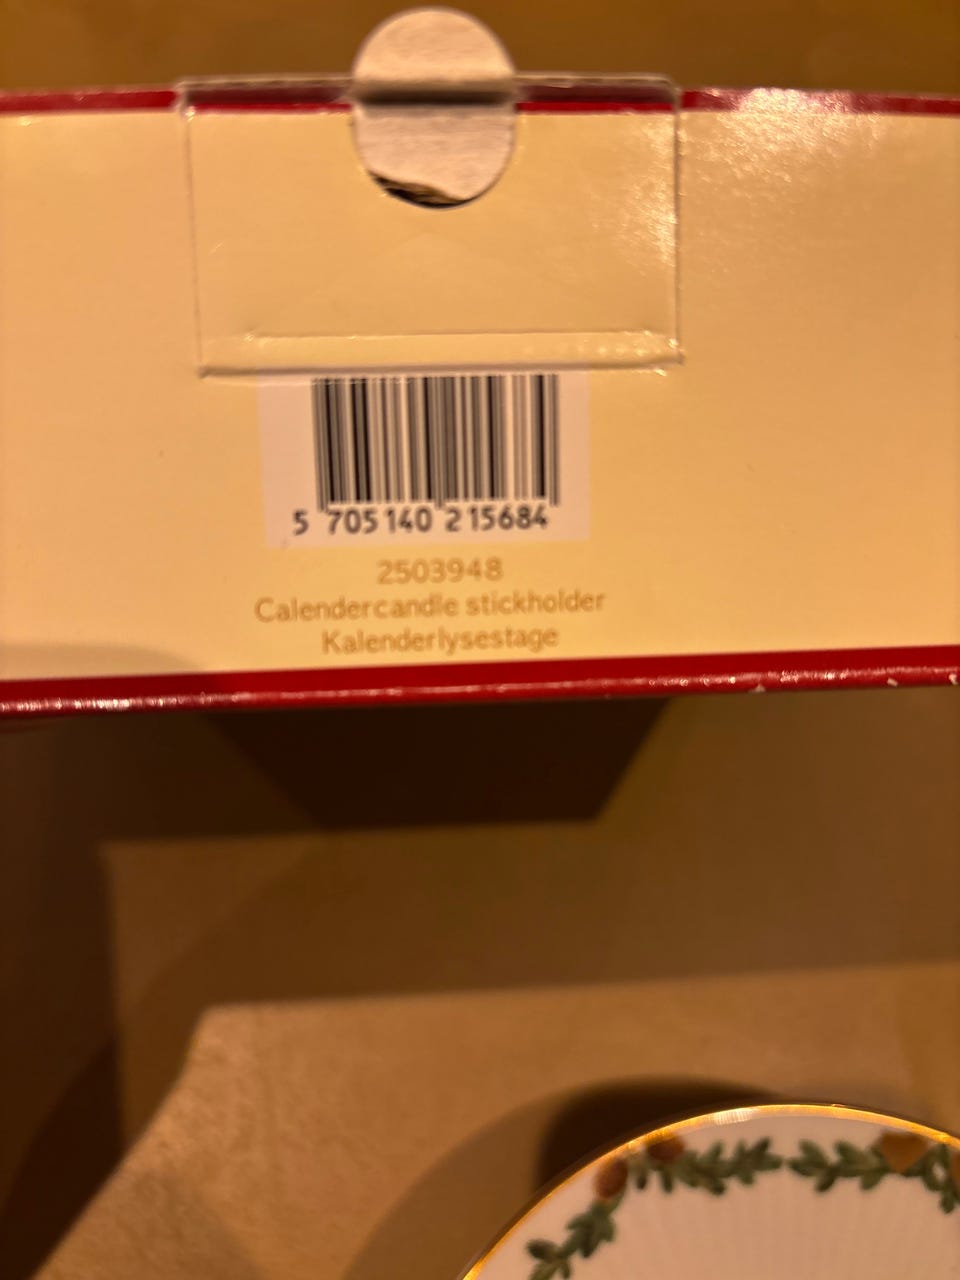 5 705140 215684
2503948
Calendercandle stickholder
Kalenderlysestage